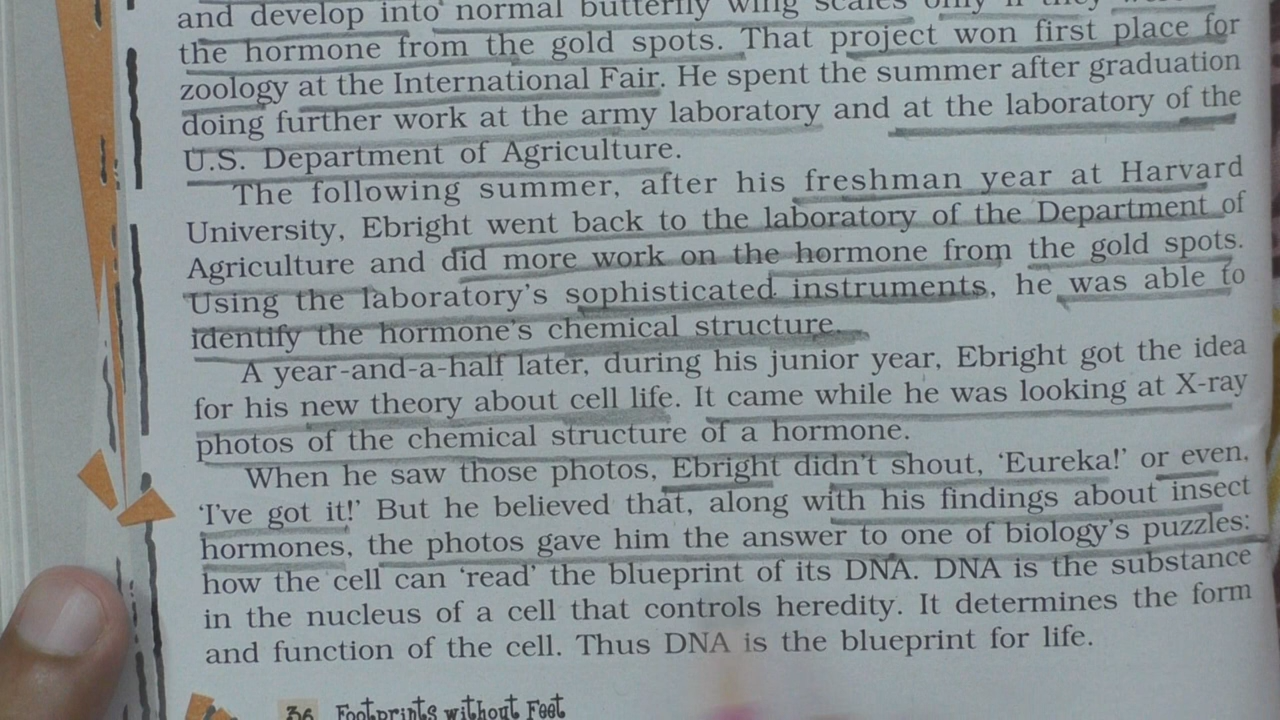 and develop into normal butterfly wing scales only if they
the hormone from the gold spots. That project won first place for
zoology at the International Fair. He spent the summer after graduation
doing further work at the army laboratory and at the laboratory of the
U.S. Department of Agriculture.
The following summer, after his freshman year at Harvard
University, Ebright went back to the laboratory of the Department of
Agriculture and did more work on the hormone from the gold spots.
Using the laboratory's sophisticated instruments, he was able to
identify the hormone's chemical structure.
A year-and-a-half later, during his junior year, Ebright got the idea
for his new theory about cell life. It came while he was looking at X-ray
photos of the chemical structure of a hormone.
When he saw those photos, Ebright didn't shout, 'Eureka!' or even,
'I've got it!' But he believed that, along with his findings about insect
hormones, the photos gave him the answer to one of biology's puzzles:
how the cell can 'read' the blueprint of its DNA. DNA is the substance
in the nucleus of a cell that controls heredity. It determines the form
and function of the cell. Thus DNA is the blueprint for life.
36 Footprints without Feet